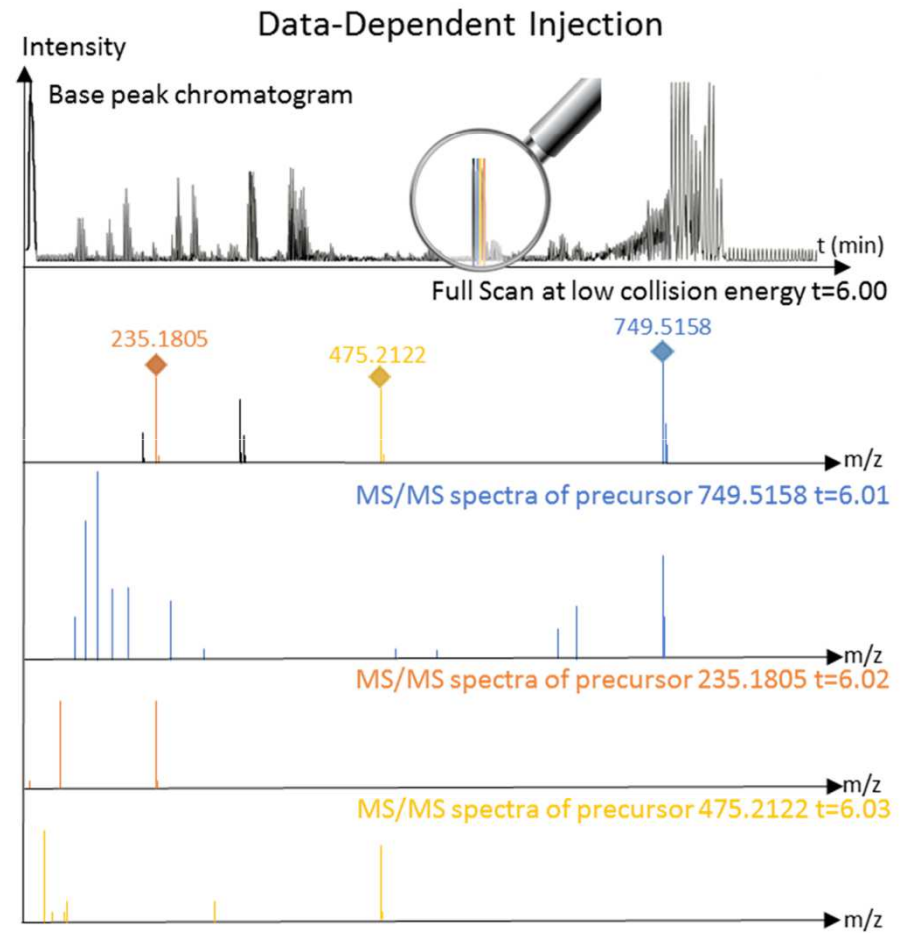 Data-Dependent Injection
Intensity
Base peak chromatogram
t (min)
Full Scan at low collision energy t=6.00
749.5158
235.1805
475.2122
m/z
MS/MS spectra of precursor 749.5158 t=6.01
m/z
MS/MS spectra of precursor 235.1805 t=6.02
m/z
MS/MS spectra of precursor 475.2122 t=6.03
m/z